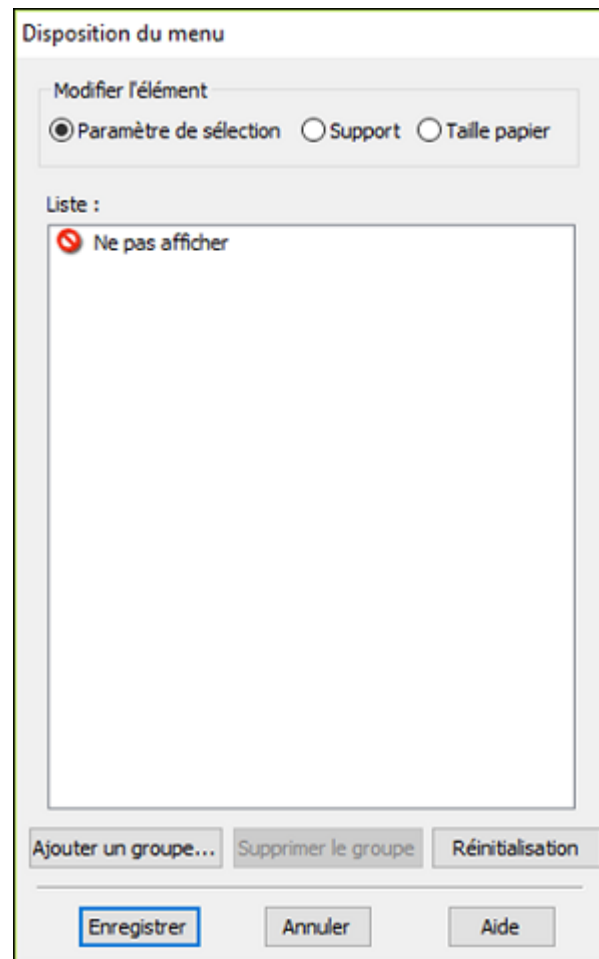 Disposition du menu
Modifier l'élément
Paramètre de sélection Support Taille papier
Liste :
Ne pas afficher
Ajouter un groupe... Supprimer le groupe Réinitialisation
Enregistrer Annuler Aide